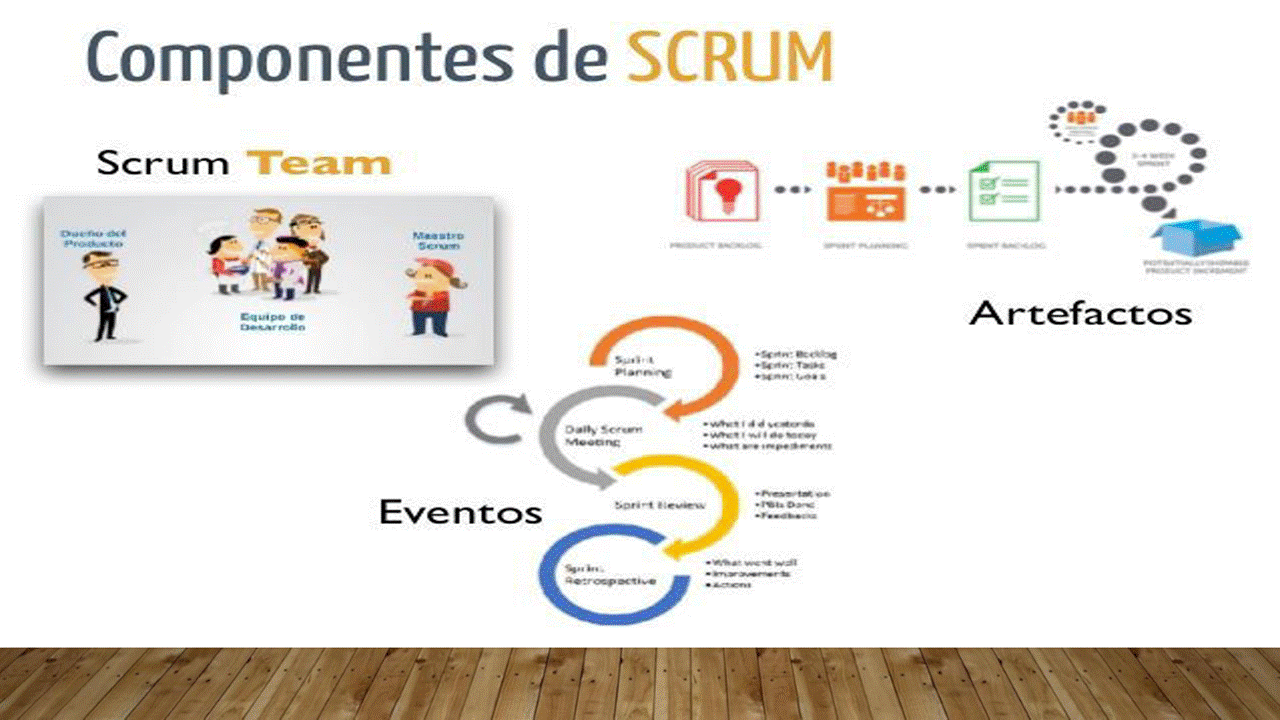 Componentes de SCRUM
Scrum Team
Dueño del
Producto
Equipo de
Desarrollo
Maestro
Scrum
PRODUCT BACKLOG
SPRINT PLANNING
SPRINT BACKLOG
2-4 WEEK
SPRINT
POTENTIALLY SHIPPABLE
PRODUCT INCREMENT
Artefactos
Eventos
Sprint
Planning
•Sprint Backlog
•Sprint Tasks
•Sprint Goals
Daily Scrum
Meeting
•What I did yesterday
•What I will do today
•What are impediments
Sprint Review
•Presentation
•PBIs Done
•Feedbacks
Sprint
Retrospective
•What went well
•Improvements
•Actions